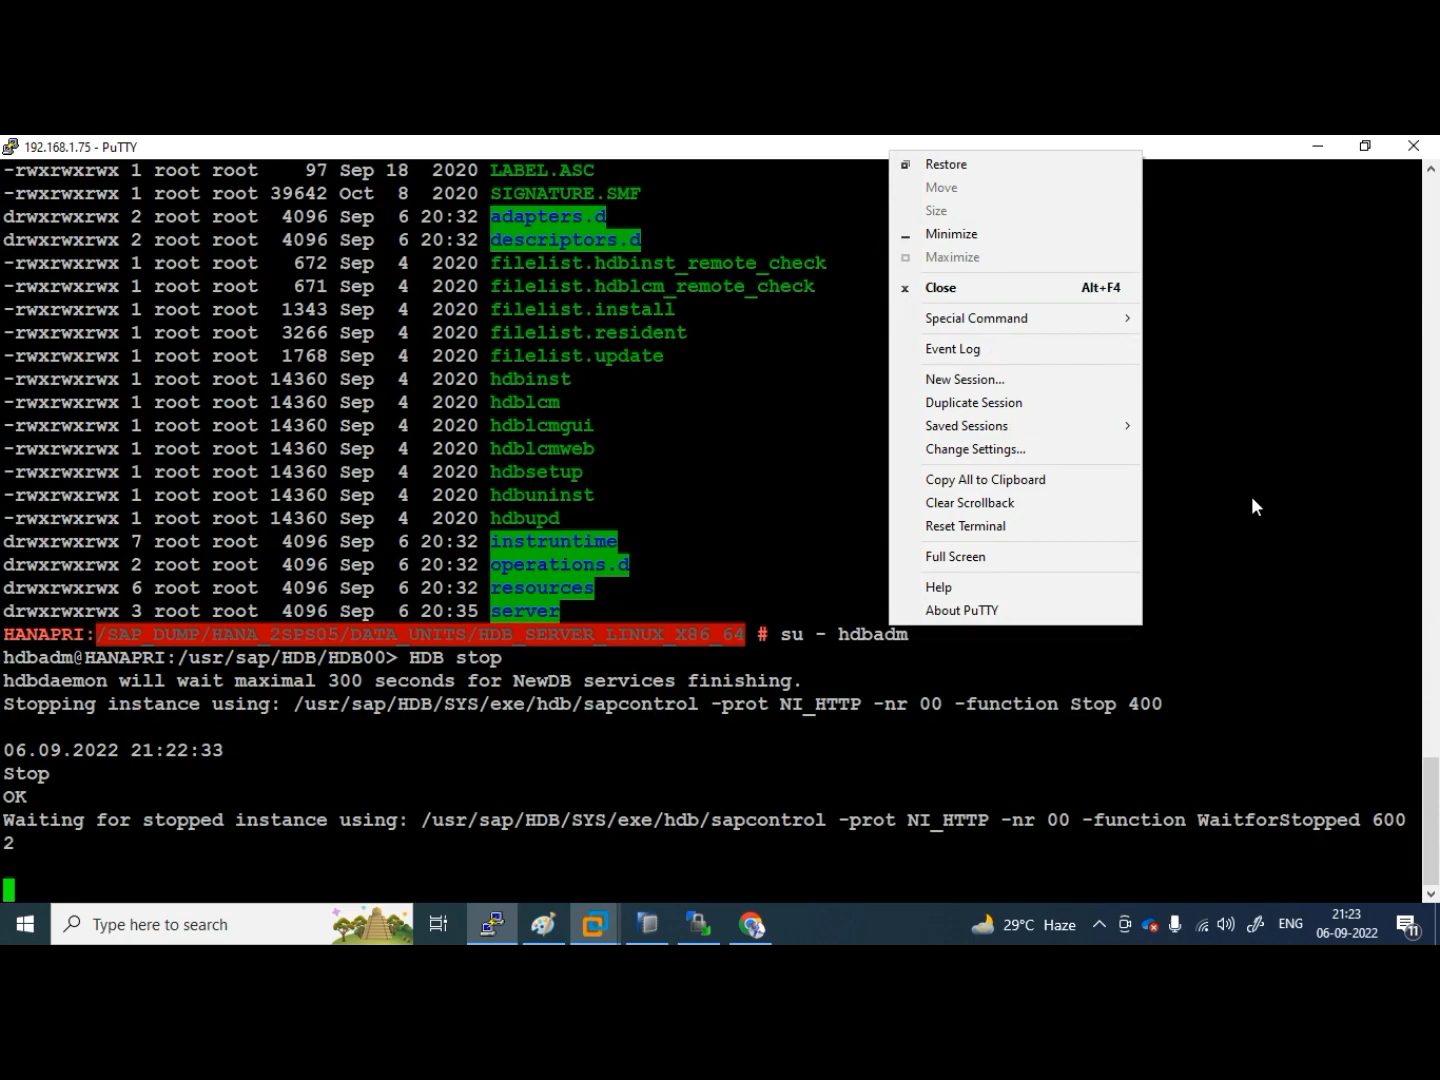 192.168.1.75 - PuTTY
-rwxrwxrwx 1 root root    97 Sep 18  2020 LABEL.ASC
-rwxrwxrwx 1 root root 39642 Oct  8  2020 SIGNATURE.SMF
drwxrwxrwx 2 root root  4096 Sep  6 20:32 adapters.d
drwxrwxrwx 2 root root  4096 Sep  6 20:32 descriptors.d
-rwxrwxrwx 1 root root   672 Sep  4  2020 filelist.hdbinst_remote_check
-rwxrwxrwx 1 root root   671 Sep  4  2020 filelist.hdblcm_remote_check
-rwxrwxrwx 1 root root  1343 Sep  4  2020 filelist.install
-rwxrwxrwx 1 root root  3266 Sep  4  2020 filelist.resident
-rwxrwxrwx 1 root root  1768 Sep  4  2020 filelist.update
-rwxrwxrwx 1 root root 14360 Sep  4  2020 hdbinst
-rwxrwxrwx 1 root root 14360 Sep  4  2020 hdblcm
-rwxrwxrwx 1 root root 14360 Sep  4  2020 hdblcmgui
-rwxrwxrwx 1 root root 14360 Sep  4  2020 hdblcmweb
-rwxrwxrwx 1 root root 14360 Sep  4  2020 hdbsetup
-rwxrwxrwx 1 root root 14360 Sep  4  2020 hdbuninst
-rwxrwxrwx 1 root root 14360 Sep  4  2020 hdbupd
drwxrwxrwx 7 root root  4096 Sep  6 20:32 instruntime
drwxrwxrwx 2 root root  4096 Sep  6 20:32 operations.d
drwxrwxrwx 6 root root  4096 Sep  6 20:32 resources
drwxrwxrwx 3 root root  4096 Sep  6 20:35 server
HANAPRI:/SAP_DUMP/HANA_2SPS05/DATA_UNITS/HDB_SERVER_LINUX_X86_64 # su - hdbadm
hdbadm@HANAPRI:/usr/sap/HDB/HDB00> HDB stop
hdbdaemon will wait maximal 300 seconds for NewDB services finishing.
Stopping instance using: /usr/sap/HDB/SYS/exe/hdb/sapcontrol -prot NI_HTTP -nr 00 -function Stop 400
06.09.2022 21:22:33
Stop
OK
Waiting for stopped instance using: /usr/sap/HDB/SYS/exe/hdb/sapcontrol -prot NI_HTTP -nr 00 -function WaitforStopped 600
2
Restore
Move
Size
Minimize
Maximize
Close Alt+F4
Special Command
Event Log
New Session...
Duplicate Session
Saved Sessions
Change Settings...
Copy All to Clipboard
Clear Scrollback
Reset Terminal
Full Screen
Help
About PuTTY
Type here to search
29°C Haze
ENG
21:23
06-09-2022
11